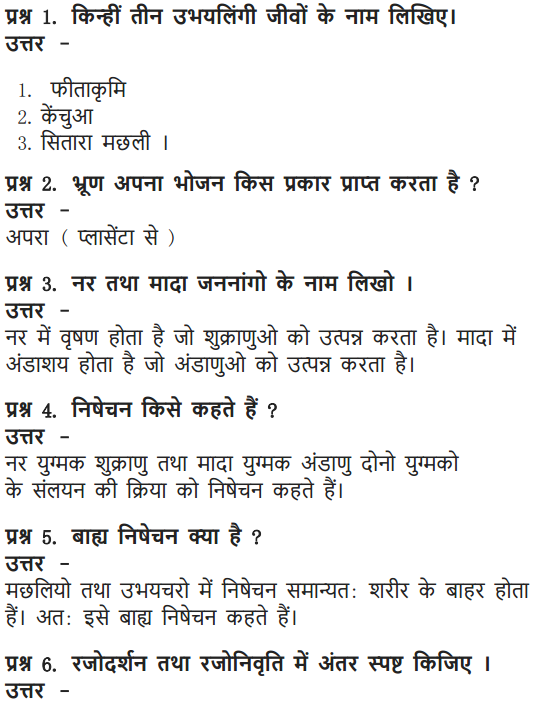 प्रश्न 1. किन्हीं तीन उभयलिंगी जीवों के नाम लिखिए।
उत्तर -
1. फीताकृमि
2. केंचुआ
3. सितारा मछली ।
प्रश्न 2. भ्रूण अपना भोजन किस प्रकार प्राप्त करता है ?
उत्तर -
अपरा ( प्लासेंटा से )
प्रश्न 3. नर तथा मादा जननांगो के नाम लिखो ।
उत्तर -
नर में वृषण होता है जो शुक्राणुओ को उत्पन्न करता है। मादा में
अंडाशय होता है जो अंडाणुओ को उत्पन्न करता है।
प्रश्न 4. निषेचन किसे कहते हैं ?
उत्तर -
नर युग्मक शुक्राणु तथा मादा युग्मक अंडाणु दोनो युग्मको
के संलयन की क्रिया को निषेचन कहते हैं।
प्रश्न 5. बाह्य निषेचन क्या है ?
उत्तर -
मछलियो तथा उभयचरो में निषेचन समान्यत: शरीर के बाहर होता
हैं। अत: इसे बाह्य निषेचन कहते हैं।
प्रश्न 6. रजोदर्शन तथा रजोनिवृति में अंतर स्पष्ट किजिए ।
उत्तर -